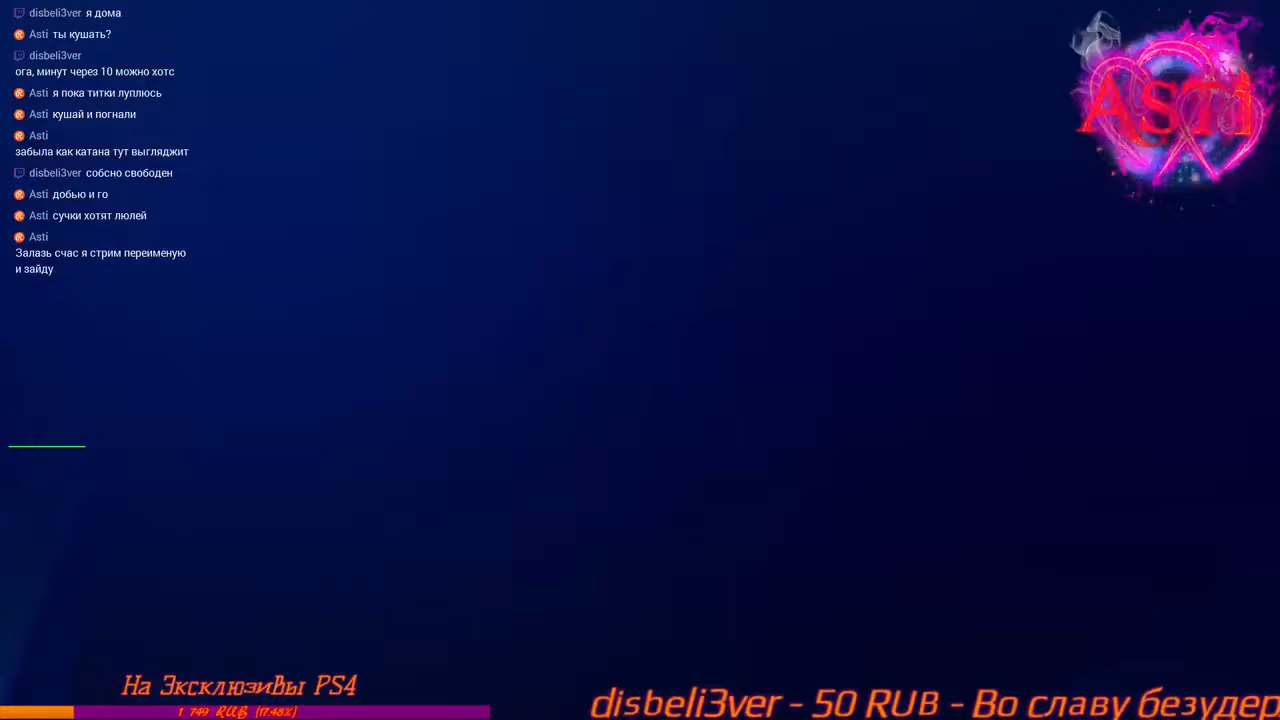 disbeli3ver я дома
Asti ты кушать?
disbeli3ver
ога, минут через 10 можно хотс
Asti я пока титки луплюсь
Asti кушай и погнали
Asti
забыла как катана тут выгляджит
disbeli3ver собсно свободен
Asti добью и го
Asti сучки хотят люлей
Asti
Залазь счас я стрим переименую
и зайду
ASTi
На Эксклюзивы PS4
1 749 RUB (17.48%)
disbeli3ver - 50 RUB - Во славу безудер